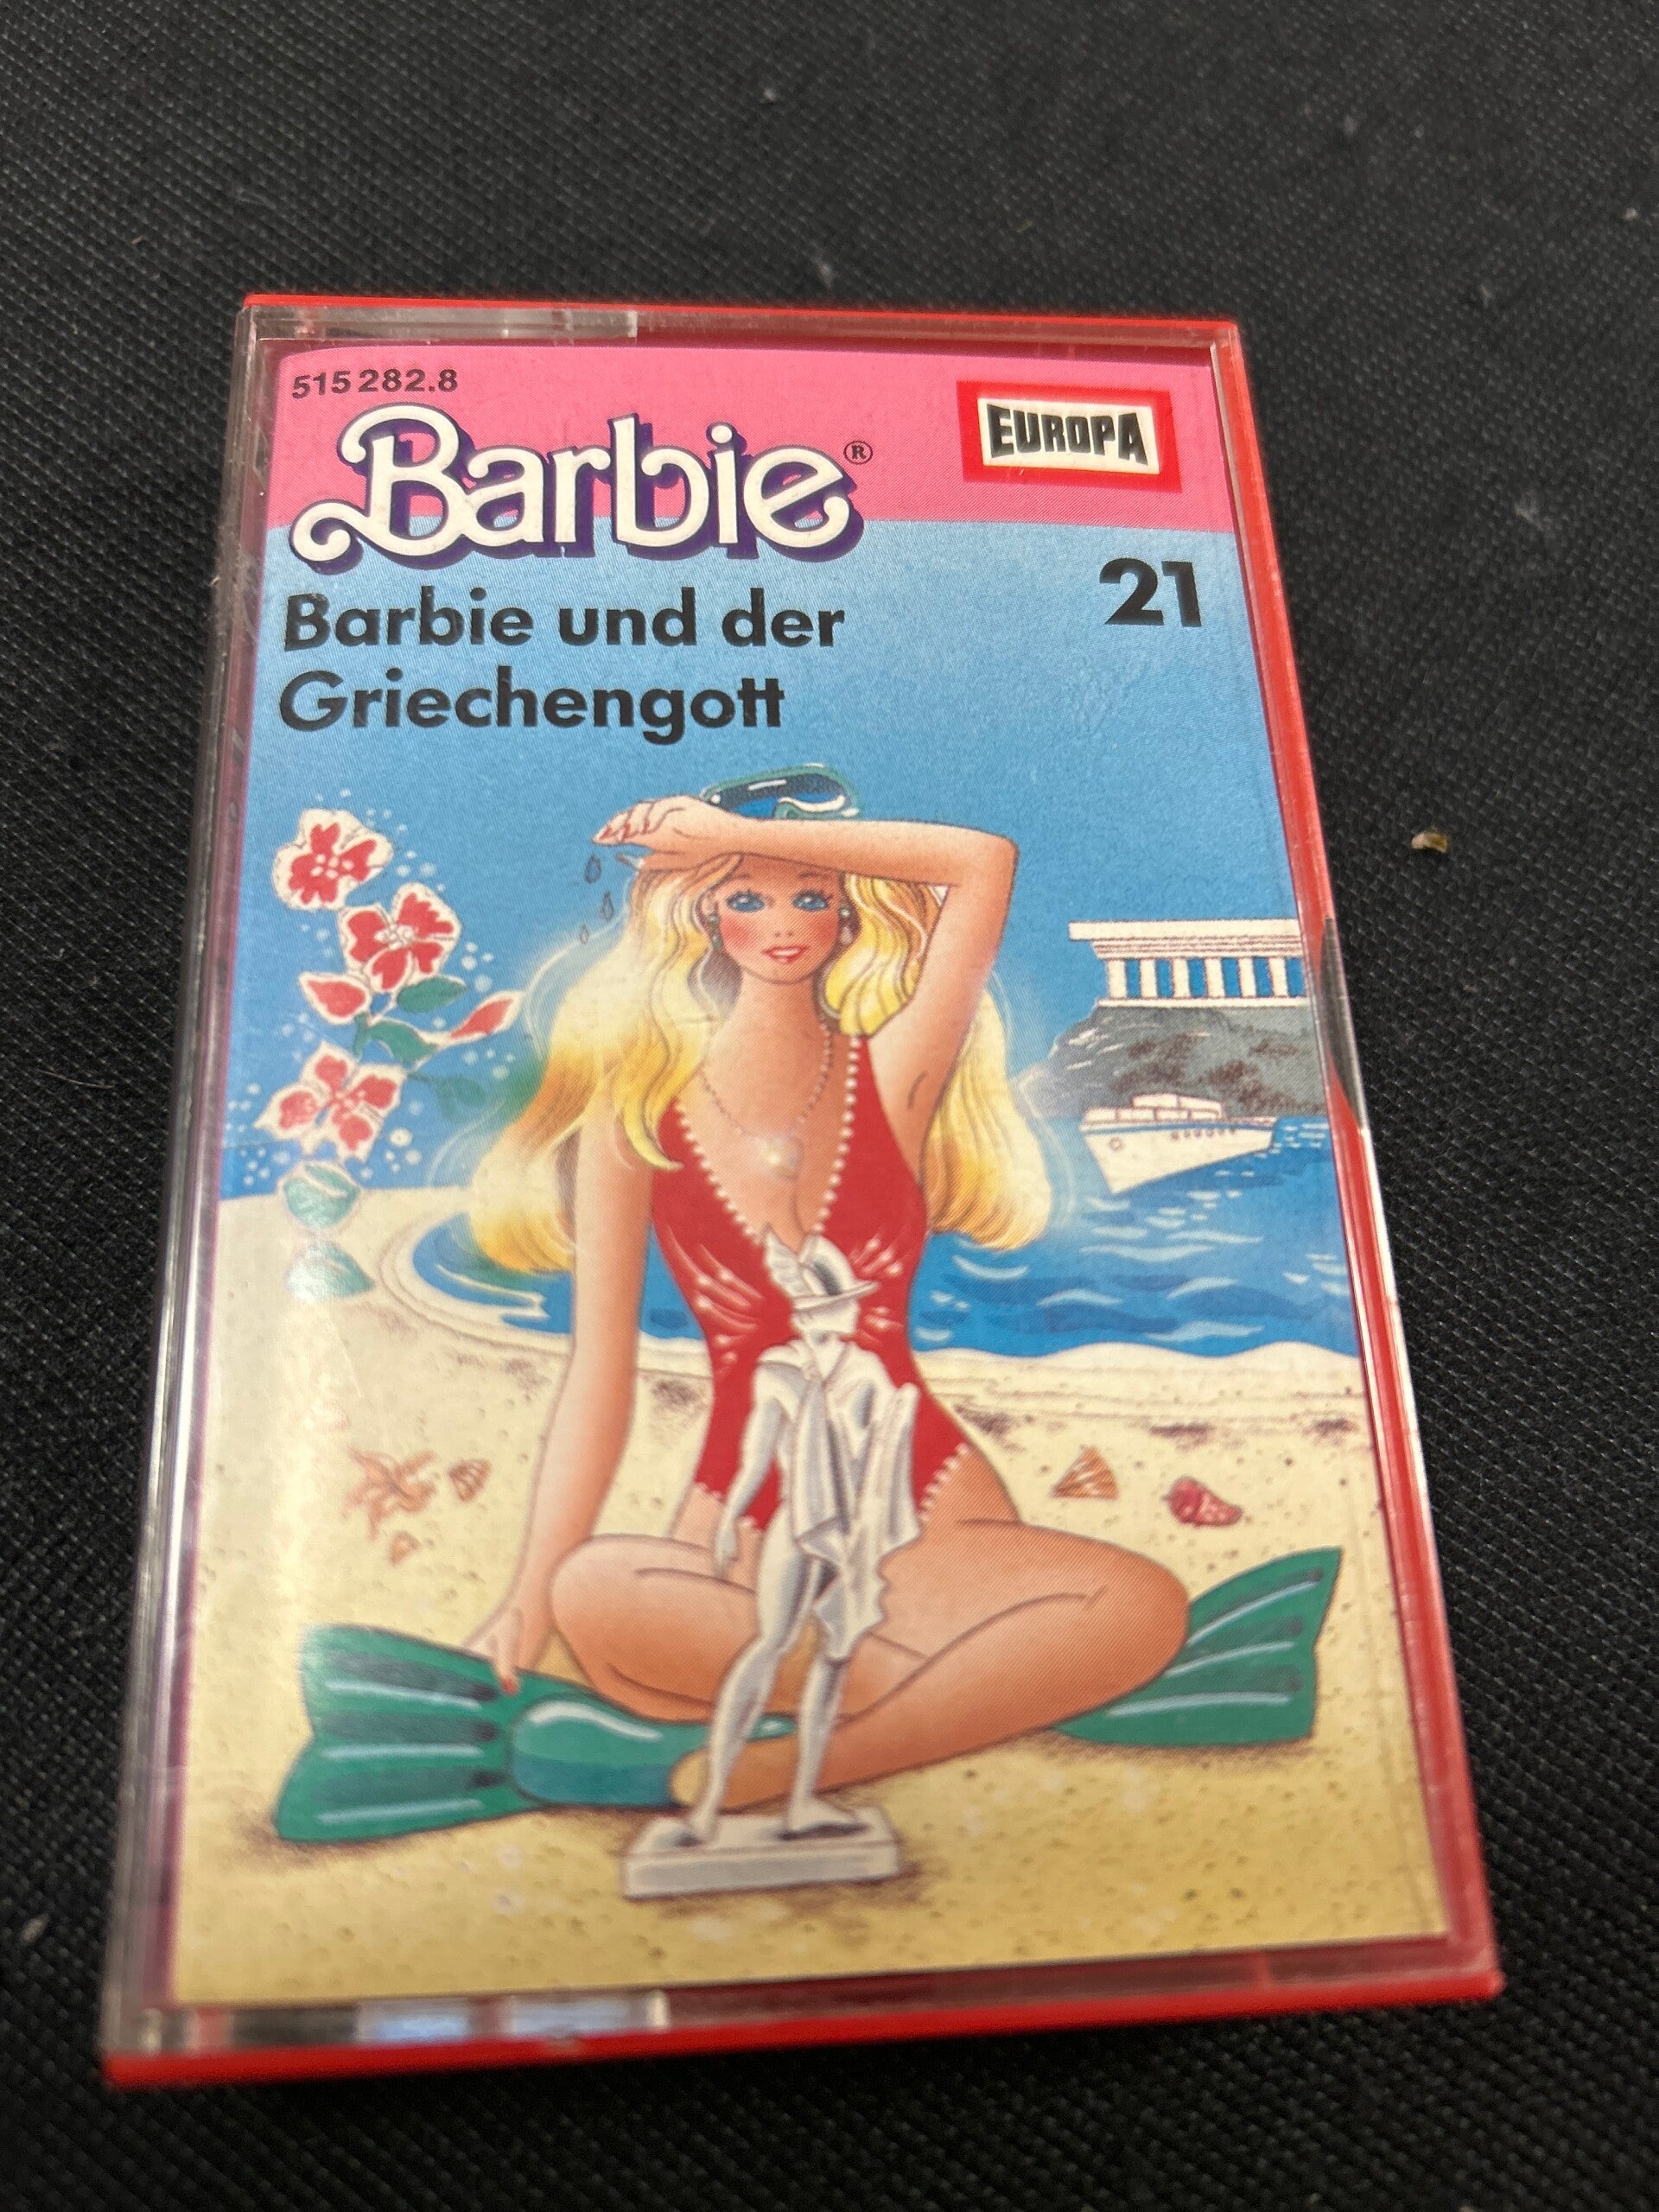 515 282.8
Barbie®
EUROPA
Barbie und der
Griechengott
21